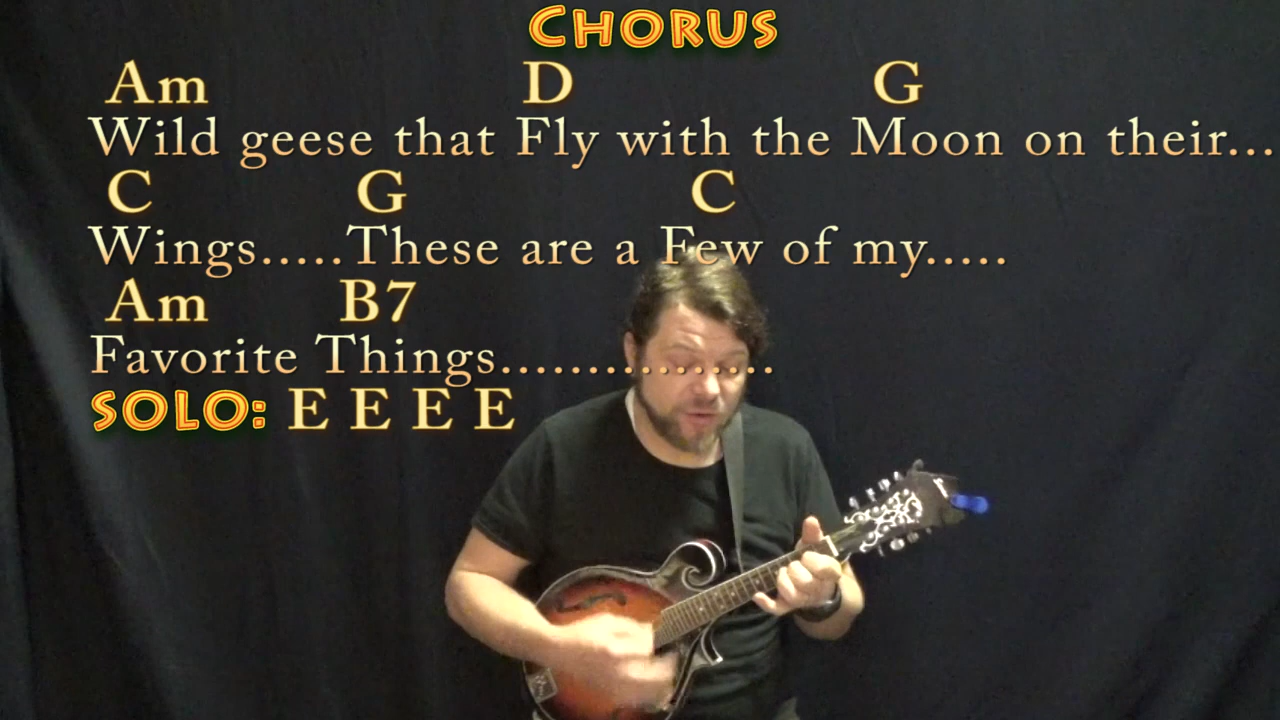 CHORUS
Am D G
Wild geese that Fly with the Moon on their...
C G C
Wings.....These are a Few of my.....
Am B7
Favorite Things................
SOLO: E E E E